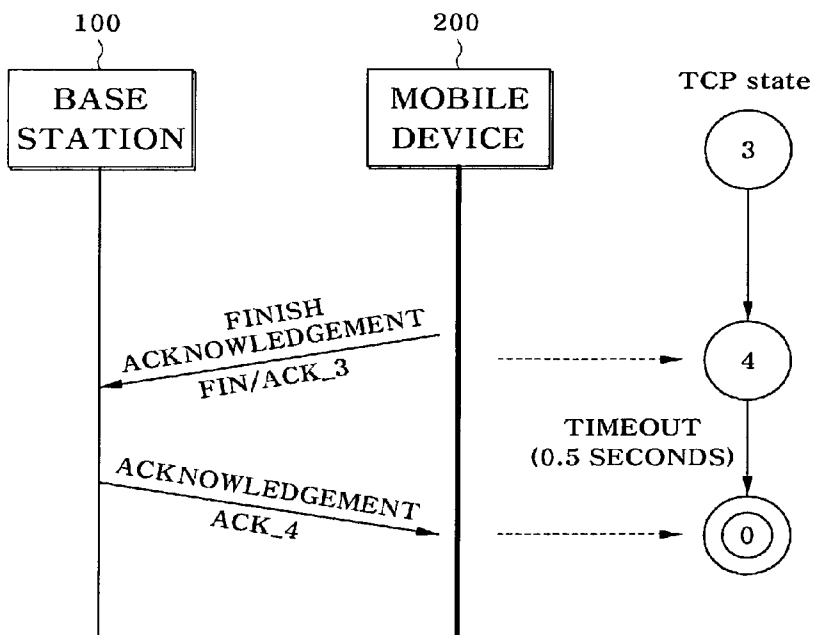 100
200
BASE
STATION
MOBILE
DEVICE
TCP state
3
FINISH
ACKNOWLEDGEMENT
FIN/ACK_3
4
TIMEOUT
(0.5 SECONDS)
ACKNOWLEDGEMENT
ACK_4
0